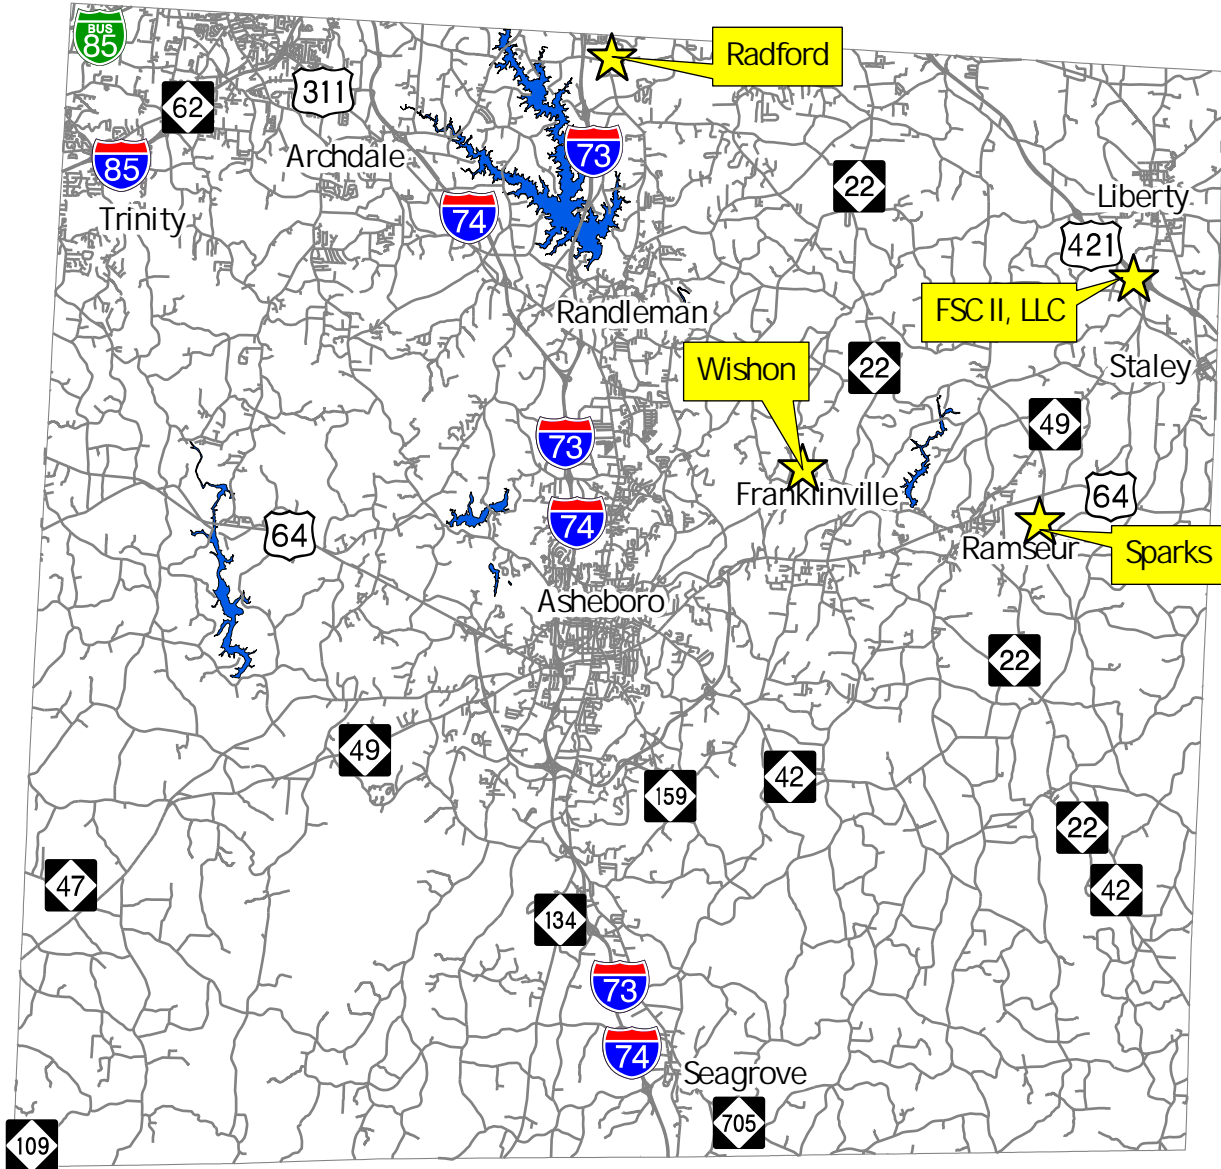 BUS
85
Radford
62
311
73
85
Archdale
22
Liberty
74
Trinity
421
FSC II, LLC
Randleman
Wishon
22
Staley
73
49
Franklinville
64
74
64
Ramseur
Sparks
Asheboro
22
49
42
159
22
47
42
134
73
74
Seagrove
705
109